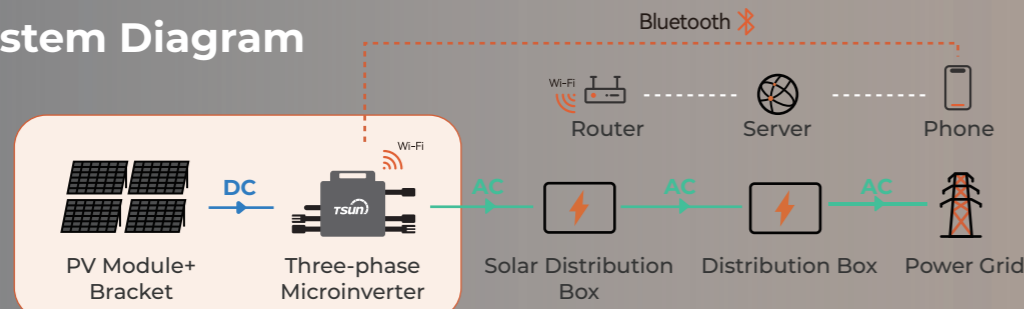 stem Diagram
Bluetooth
Wi-Fi
Router
Server
Phone
Wi-Fi
DC
TSUN
AC
AC
AC
PV Module+
Bracket
Three-phase
Microinverter
Solar Distribution
Box
Distribution Box
Power Grid